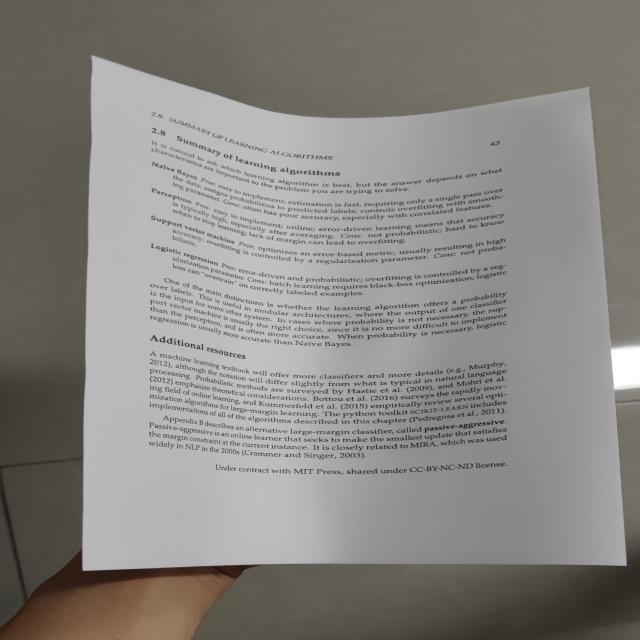 2.8. SUMMARY OF LEARNING ALGORITHMS 43
2.8 Summary of learning algorithms
It is natural to ask which learning algorithm is best, but the answer depends on what
characteristics are important to the problem you are trying to solve.
Naïve Bayes Pros: easy to implement; estimation is fast, requiring only a single pass over
the data; assigns probabilities to predicted labels; controls overfitting with smooth-
ing parameter. Cons: often has poor accuracy, especially with correlated features.
Perceptron Pros: easy to implement; online; error-driven learning means that accuracy
is typically high, especially after averaging. Cons: not probabilistic; hard to know
when to stop learning; lack of margin can lead to overfitting.
Support vector machine Pros: optimizes an error-based metric, usually resulting in high
accuracy; overfitting is controlled by a regularization parameter. Cons: not proba-
bilistic.
Logistic regression Pros: error-driven and probabilistic; overfitting is controlled by a reg-
ularization parameter. Cons: batch learning requires black-box optimization; logistic
loss can "overtrain" on correctly labeled examples.
One of the main distinctions is whether the learning algorithm offers a probability
over labels. This is useful in modular architectures, where the output of one classifier
is the input for some other system. In cases where probability is not necessary, the sup-
port vector machine is usually the right choice, since it is no more difficult to implement
than the perceptron, and is often more accurate. When probability is necessary, logistic
regression is usually more accurate than Naïve Bayes.
Additional resources
A machine learning textbook will offer more classifiers and more details (e.g., Murphy,
2012), although the notation will differ slightly from what is typical in natural language
processing. Probabilistic methods are surveyed by Hastie et al. (2009), and Mohri et al.
(2012) emphasize theoretical considerations. Bottou et al. (2016) surveys the rapidly mov-
ing field of online learning, and Kummerfeld et al. (2015) empirically review several opti-
mization algorithms for large-margin learning. The python toolkit SCIKIT-LEARN includes
implementations of all of the algorithms described in this chapter (Pedregosa et al., 2011).
Appendix B describes an alternative large-margin classifier, called passive-aggressive.
Passive-aggressive is an online learner that seeks to make the smallest update that satisfies
the margin constraint at the current instance. It is closely related to MIRA, which was used
widely in NLP in the 2000s (Crammer and Singer, 2003).
Under contract with MIT Press, shared under CC-BY-NC-ND license.